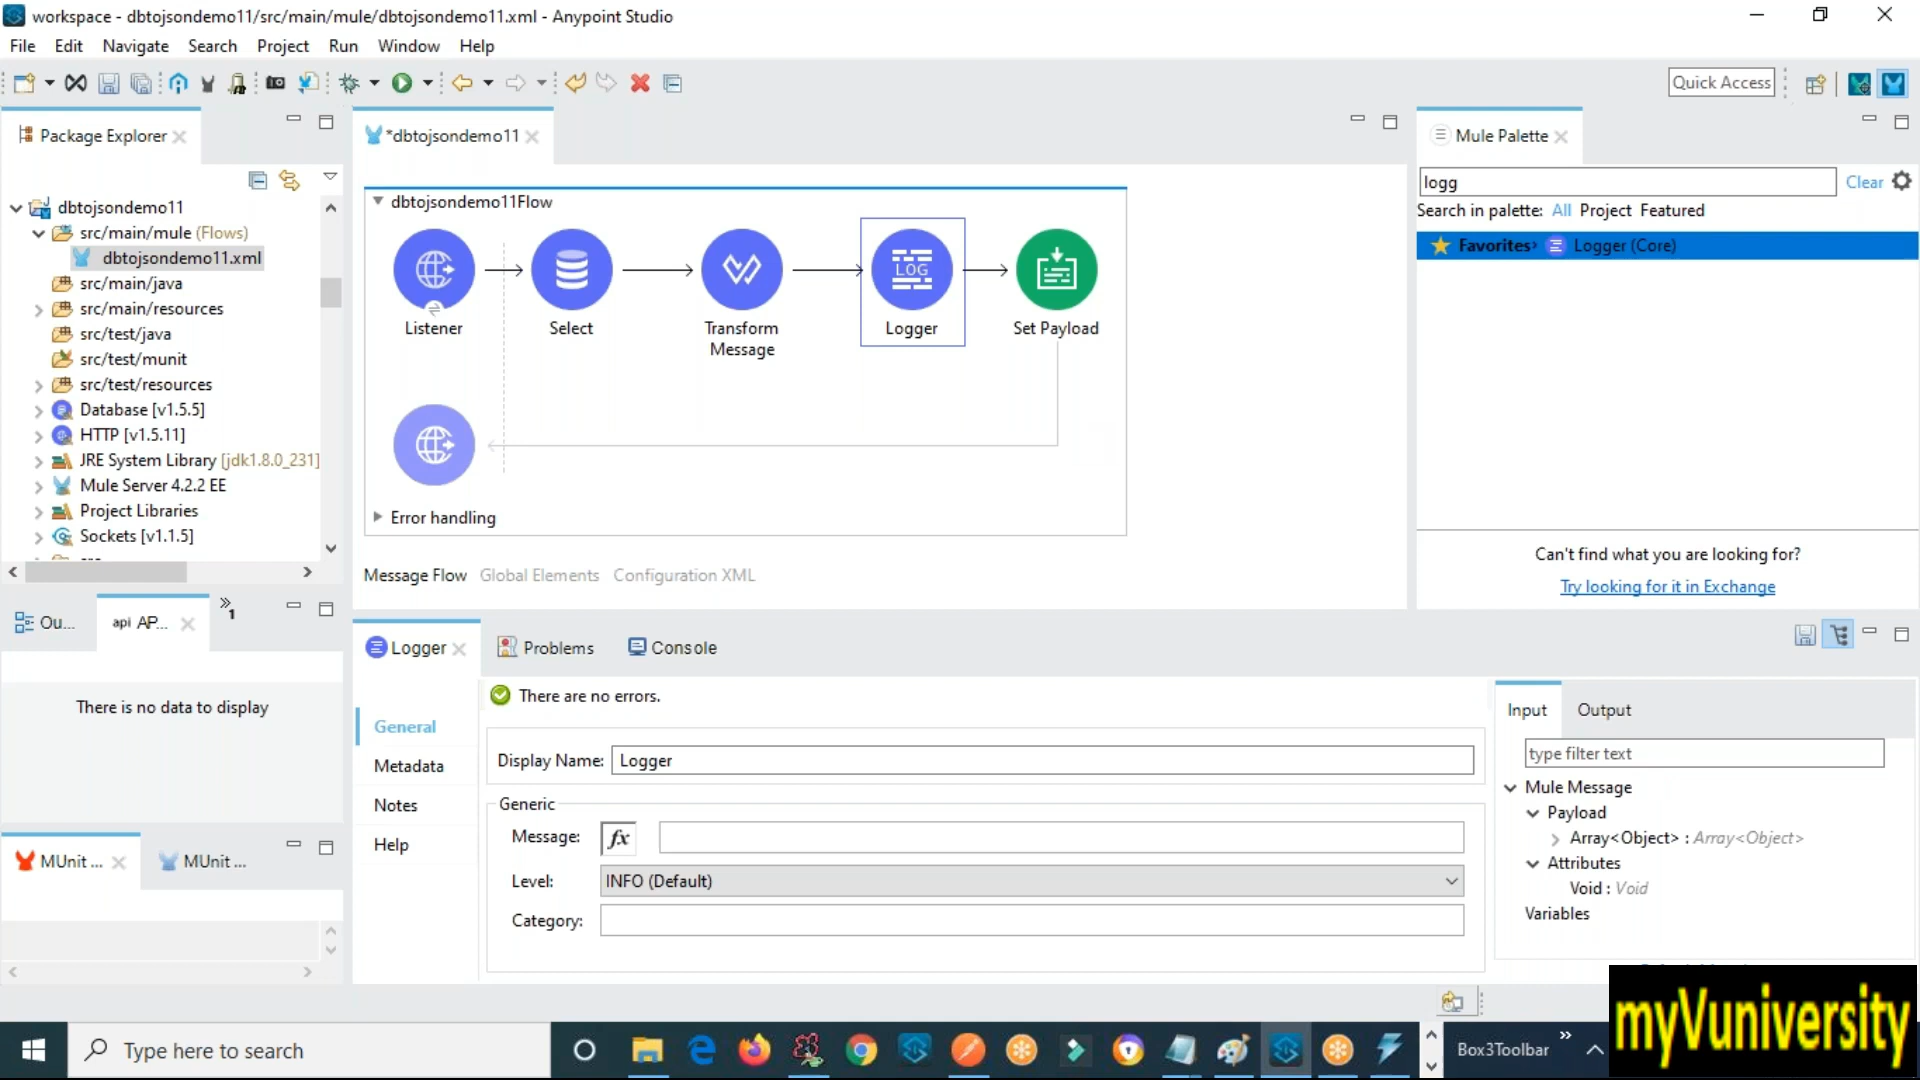 workspace - dbtojsondemo11/src/main/mule/dbtojsondemo11.xml - Anypoint Studio
File Edit Navigate Search Project Run Window Help
Quick Access
Package Explorer
*dbtojsondemo11
Mule Palette
logg
Clear
Search in palette: All Project Featured
Favorites› Logger (Core)
dbtojsondemo11
src/main/mule (Flows)
dbtojsondemo11.xml
src/main/java
src/main/resources
src/test/java
src/test/munit
src/test/resources
Database [v1.5.5]
HTTP [v1.5.11]
JRE System Library [jdk1.8.0_231]
Mule Server 4.2.2 EE
Project Libraries
Sockets [v1.1.5]
dbtojsondemo11Flow
LOG
Listener
Select
Transform
Message
Logger
Set Payload
Error handling
Message Flow Global Elements Configuration XML
Can't find what you are looking for?
Try looking for it in Exchange
Ou...
api AP...
»1
There is no data to display
MUnit ...
MUnit ...
Logger
Problems
Console
There are no errors.
General
Metadata
Notes
Help
Display Name: Logger
Generic
Message: fx
Level: INFO (Default)
Category:
Input
Output
type filter text
Mule Message
Payload
Array<Object> : Array<Object>
Attributes
Void : Void
Variables
Type here to search
Box3Toolbar »
myVuniversity